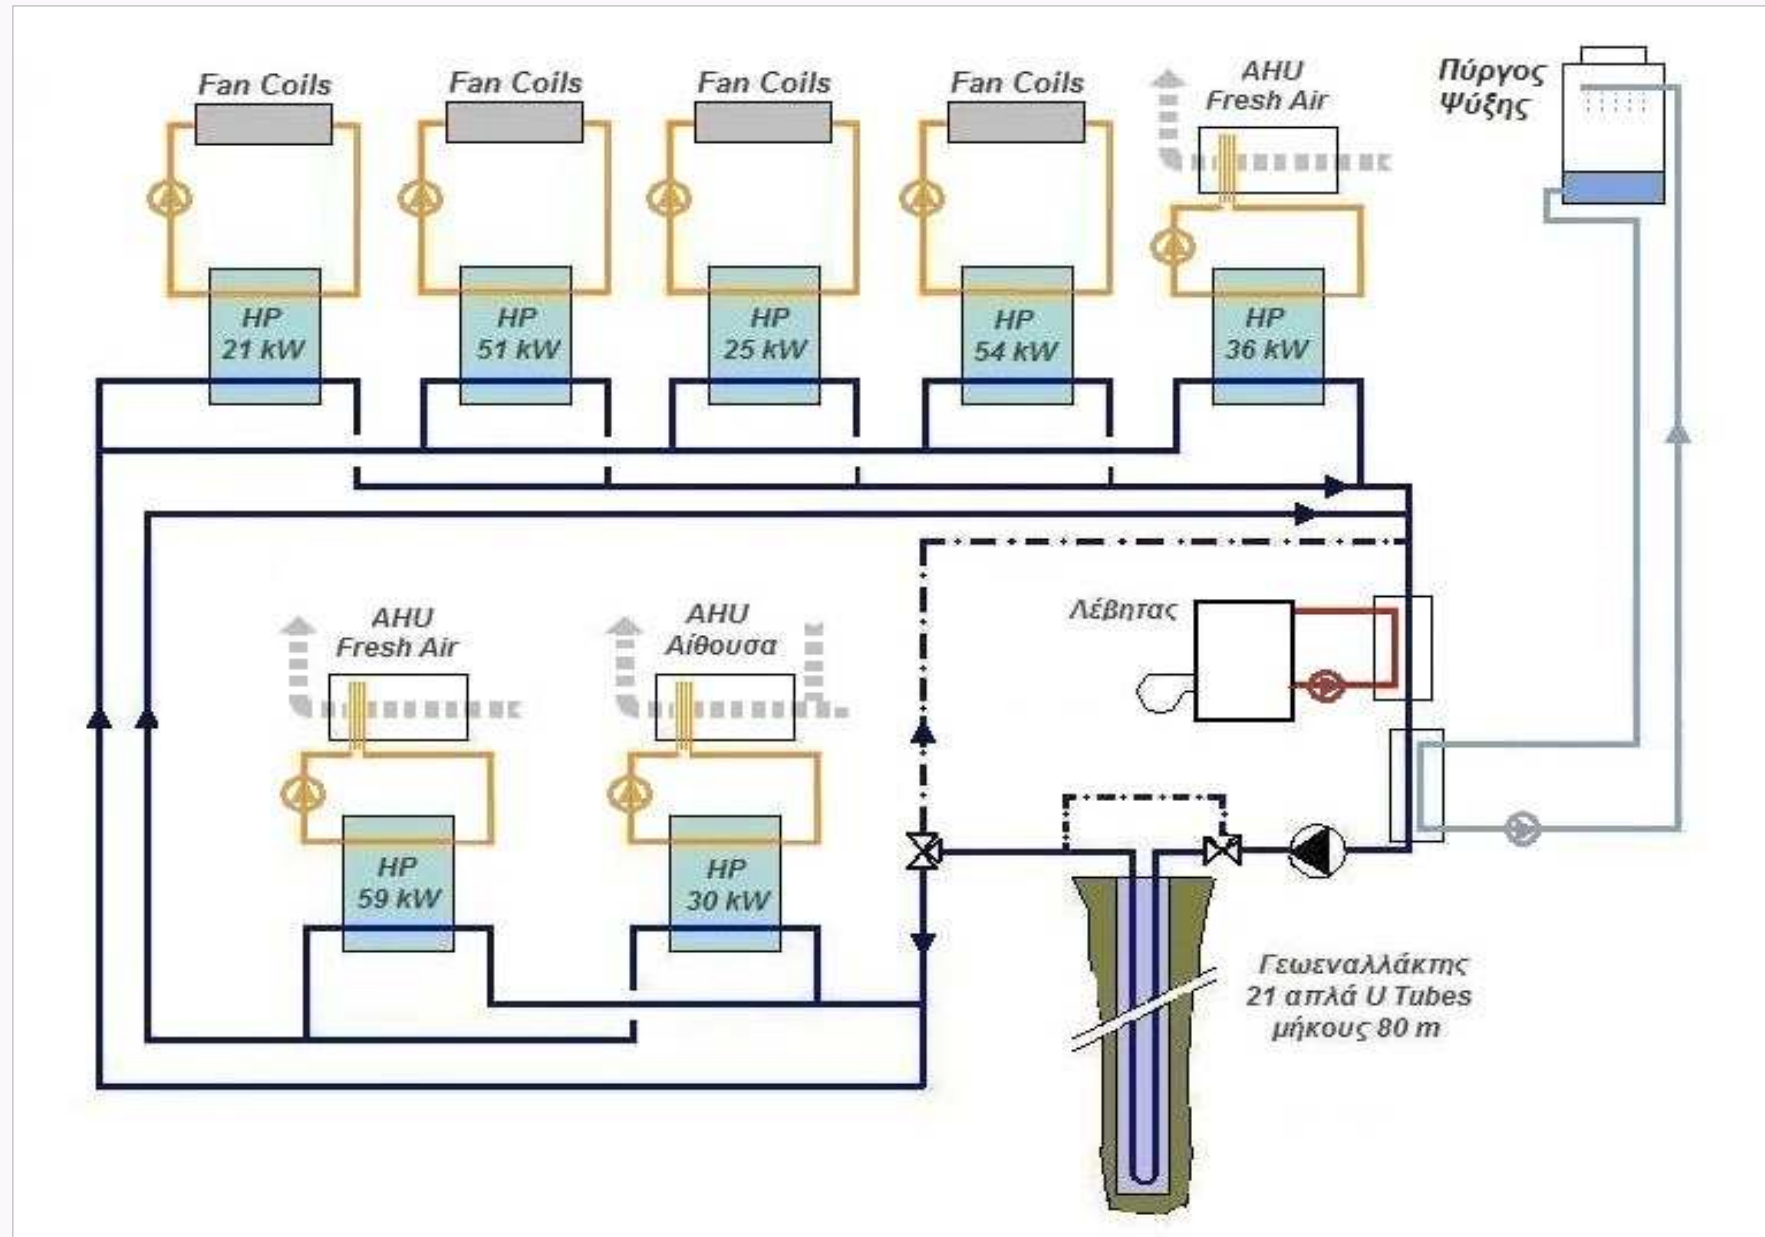 Fan Coils
Fan Coils
Fan Coils
Fan Coils
AHU
Fresh Air
Πύργος
Ψύξης
HP
21 kW
HP
51 kW
HP
25 kW
HP
54 kW
HP
36 kW
AHU
Fresh Air
AHU
Αίθουσα
Λέβητας
HP
59 kW
HP
30 kW
Γεωεναλλάκτης
21 απλά U Tubes
μήκους 80 m